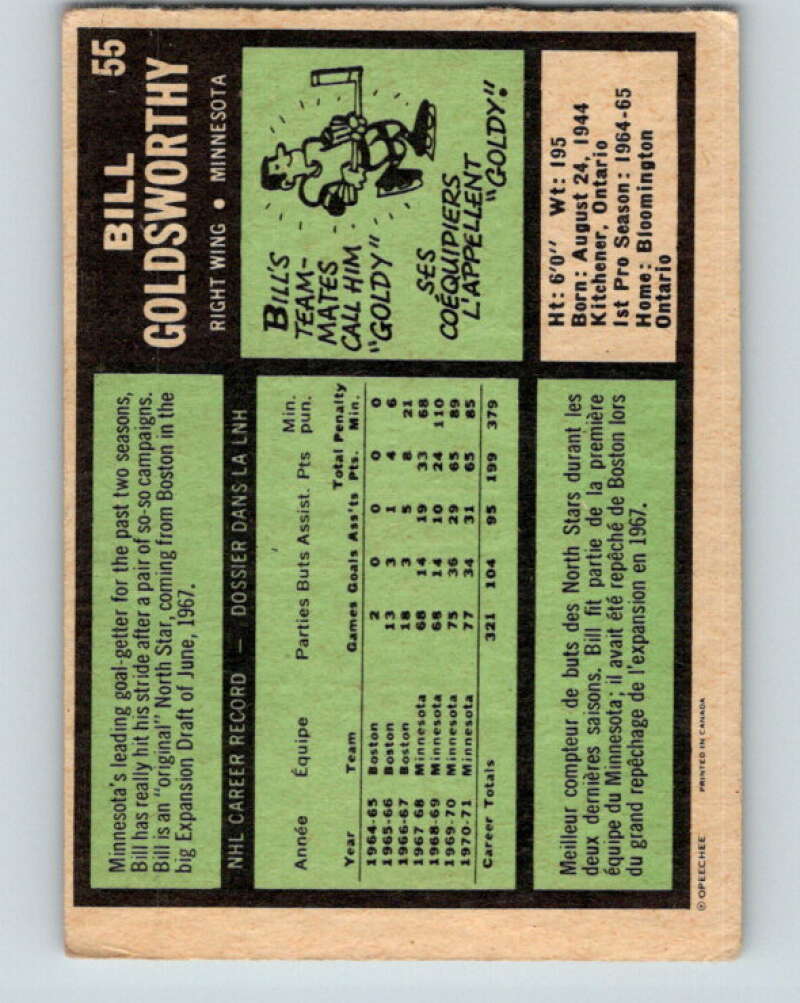 55
BILL
GOLDSWORTHY
RIGHT WING • MINNESOTA
Minnesota's leading goal-getter for the past two seasons,
Bill has really hit his stride after a pair of so-so campaigns.
Bill is an "original" North Star, coming from Boston in the
big Expansion Draft of June, 1967.
BILL'S
TEAM-
MATES
CALL HIM
"GOLDY"
SES
COÉQUIPIERS
L'APPELLENT
"GOLDY".
NHL CAREER RECORD — DOSSIER DANS LA LNH
Année Équipe Parties Buts Assist. Pts Min. pun.
Year Team Games Goals Ass'ts Total Pts. Penalty Min.
1964-65 Boston 2 0 0 0 0
1965-66 Boston 13 3 1 4 6
1966-67 Boston 18 3 5 8 21
1967 68 Minnesota 68 14 19 33 68
1968-69 Minnesota 68 14 10 24 110
1969-70 Minnesota 75 36 29 65 89
1970-71 Minnesota 77 34 31 65 85
Career Totals 321 104 95 199 379
Ht: 6'0" Wt: 195
Born: August 24, 1944
Kitchener, Ontario
1st Pro Season: 1964-65
Home: Bloomington
Ontario
Meilleur compteur de buts des North Stars durant les
deux dernières saisons. Bill fit partie de la première
équipe du Minnesota; il avait été repêché de Boston lors
du grand repêchage de l'expansion en 1967.
© OPEECHEE PRINTED IN CANADA